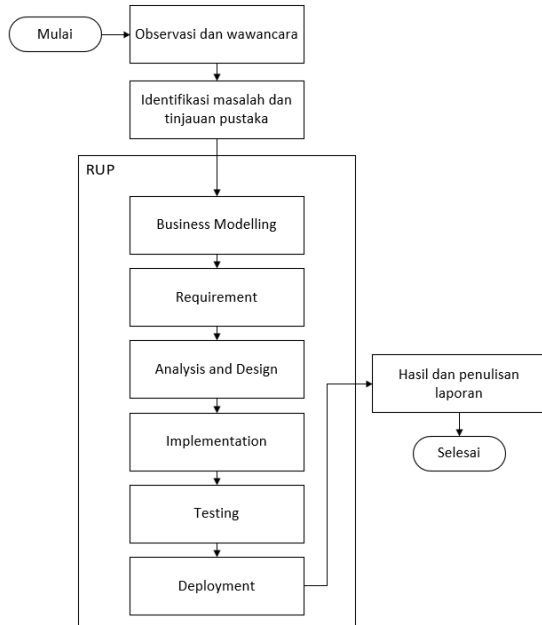 Mulai
Observasi dan wawancara
Identifikasi masalah dan
tinjauan pustaka
RUP
Business Modelling
Requirement
Analysis and Design
Implementation
Testing
Deployment
Hasil dan penulisan
laporan
Selesai